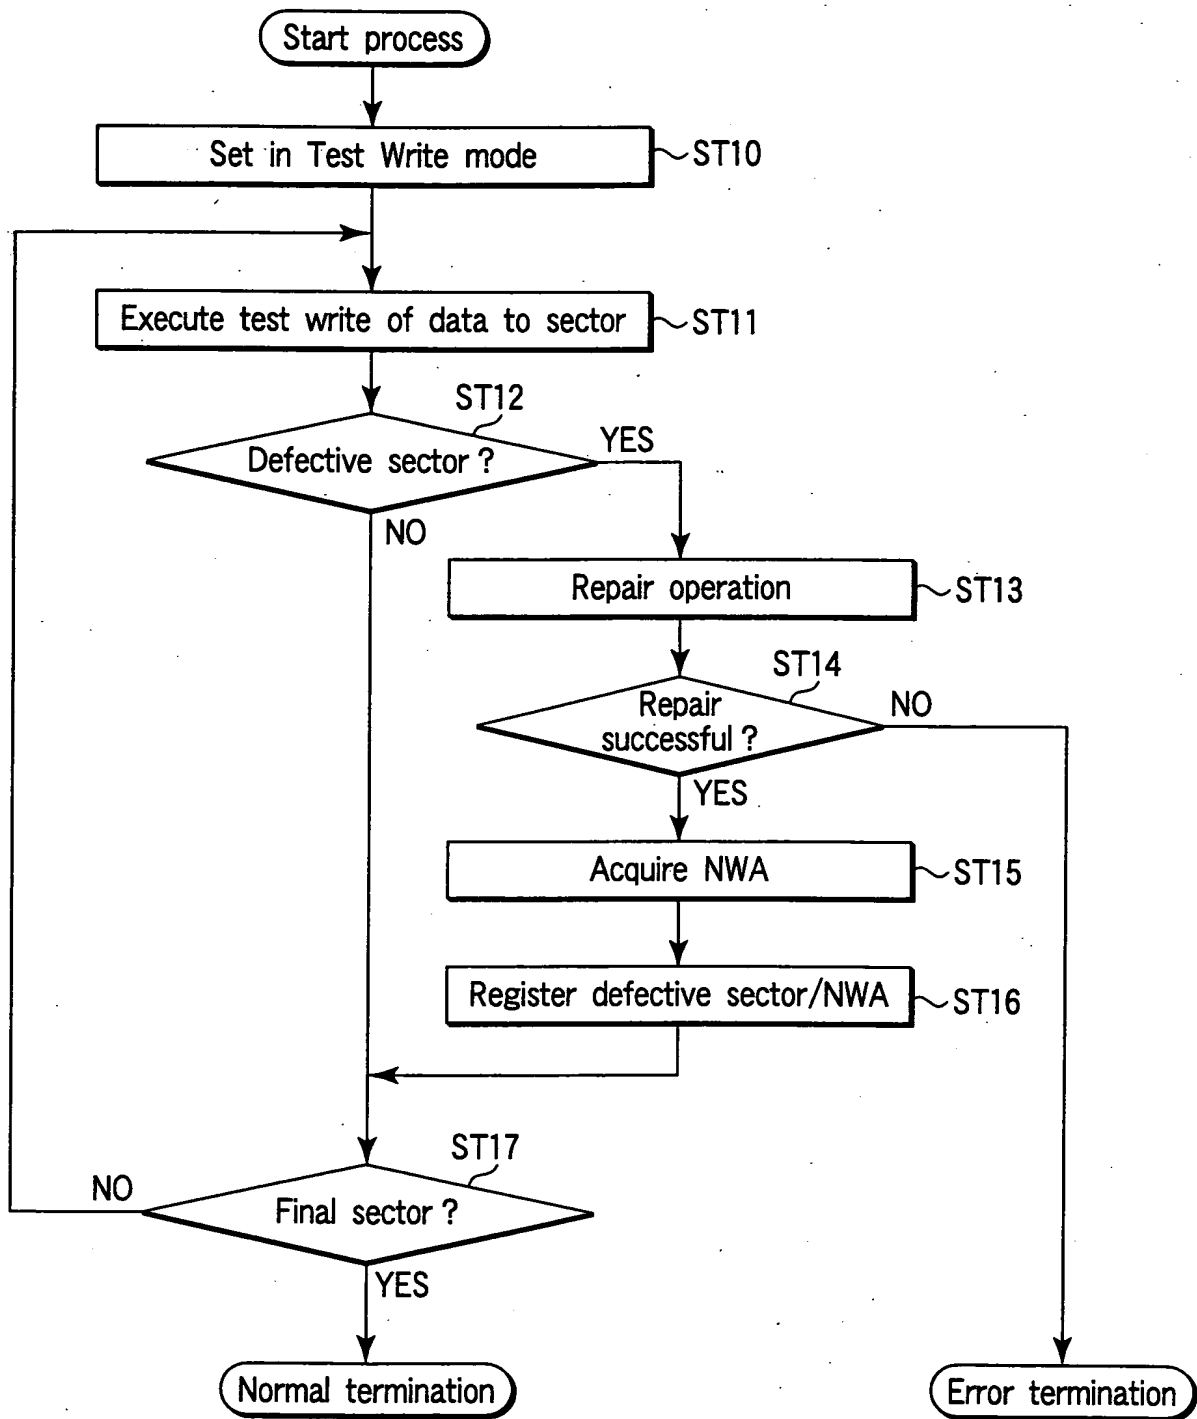 Start process
Set in Test Write mode
ST10
Execute test write of data to sector
ST11
ST12
Defective sector ?
YES
NO
Repair operation
ST13
ST14
Repair
successful ?
NO
YES
Acquire NWA
ST15
Register defective sector/NWA
ST16
ST17
NO
Final sector ?
YES
Normal termination
Error termination